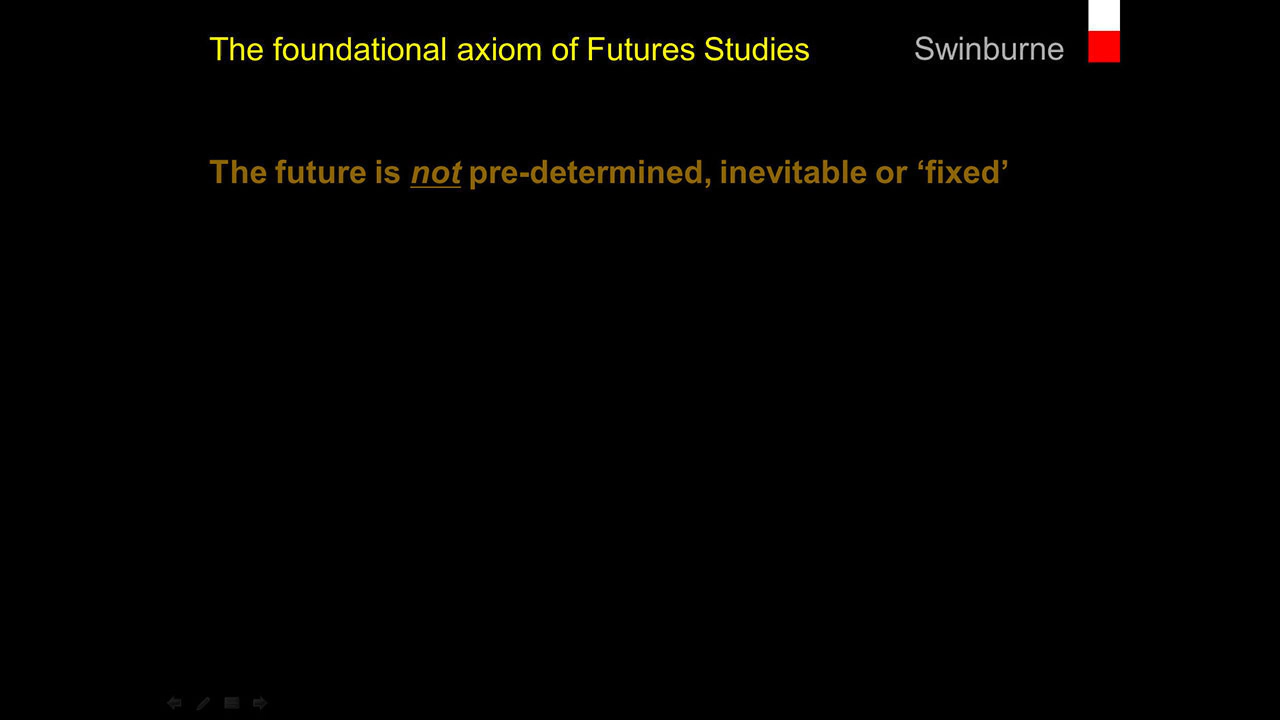 The foundational axiom of Futures Studies
Swinburne
The future is not pre-determined, inevitable or ‘fixed’